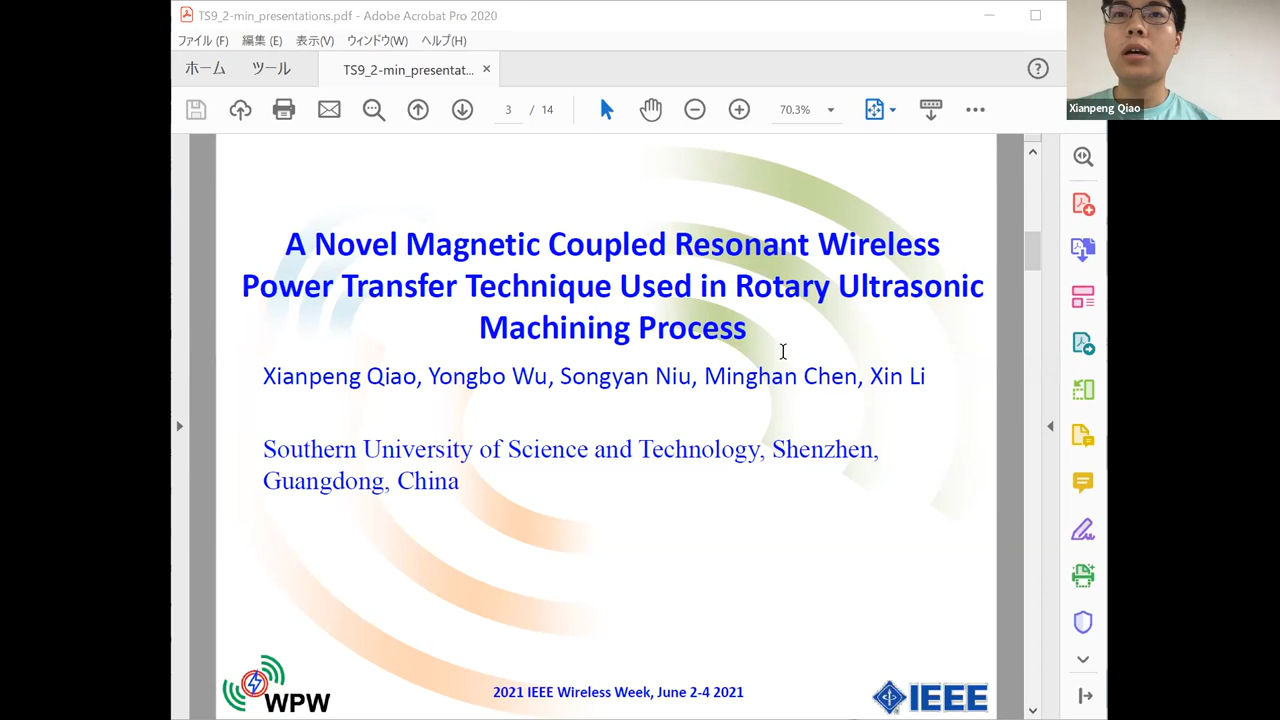 TS9_2-min_presentations.pdf - Adobe Acrobat Pro 2020
ファイル (F) 編集 (E) 表示(V) ウィンドウ(W) ヘルプ(H)
ホーム ツール TS9_2-min_presentat... ×
3 / 14 70.3%
Xianpeng Qiao
A Novel Magnetic Coupled Resonant Wireless
Power Transfer Technique Used in Rotary Ultrasonic
Machining Process
Xianpeng Qiao, Yongbo Wu, Songyan Niu, Minghan Chen, Xin Li
Southern University of Science and Technology, Shenzhen,
Guangdong, China
WPW
2021 IEEE Wireless Week, June 2-4 2021
IEEE